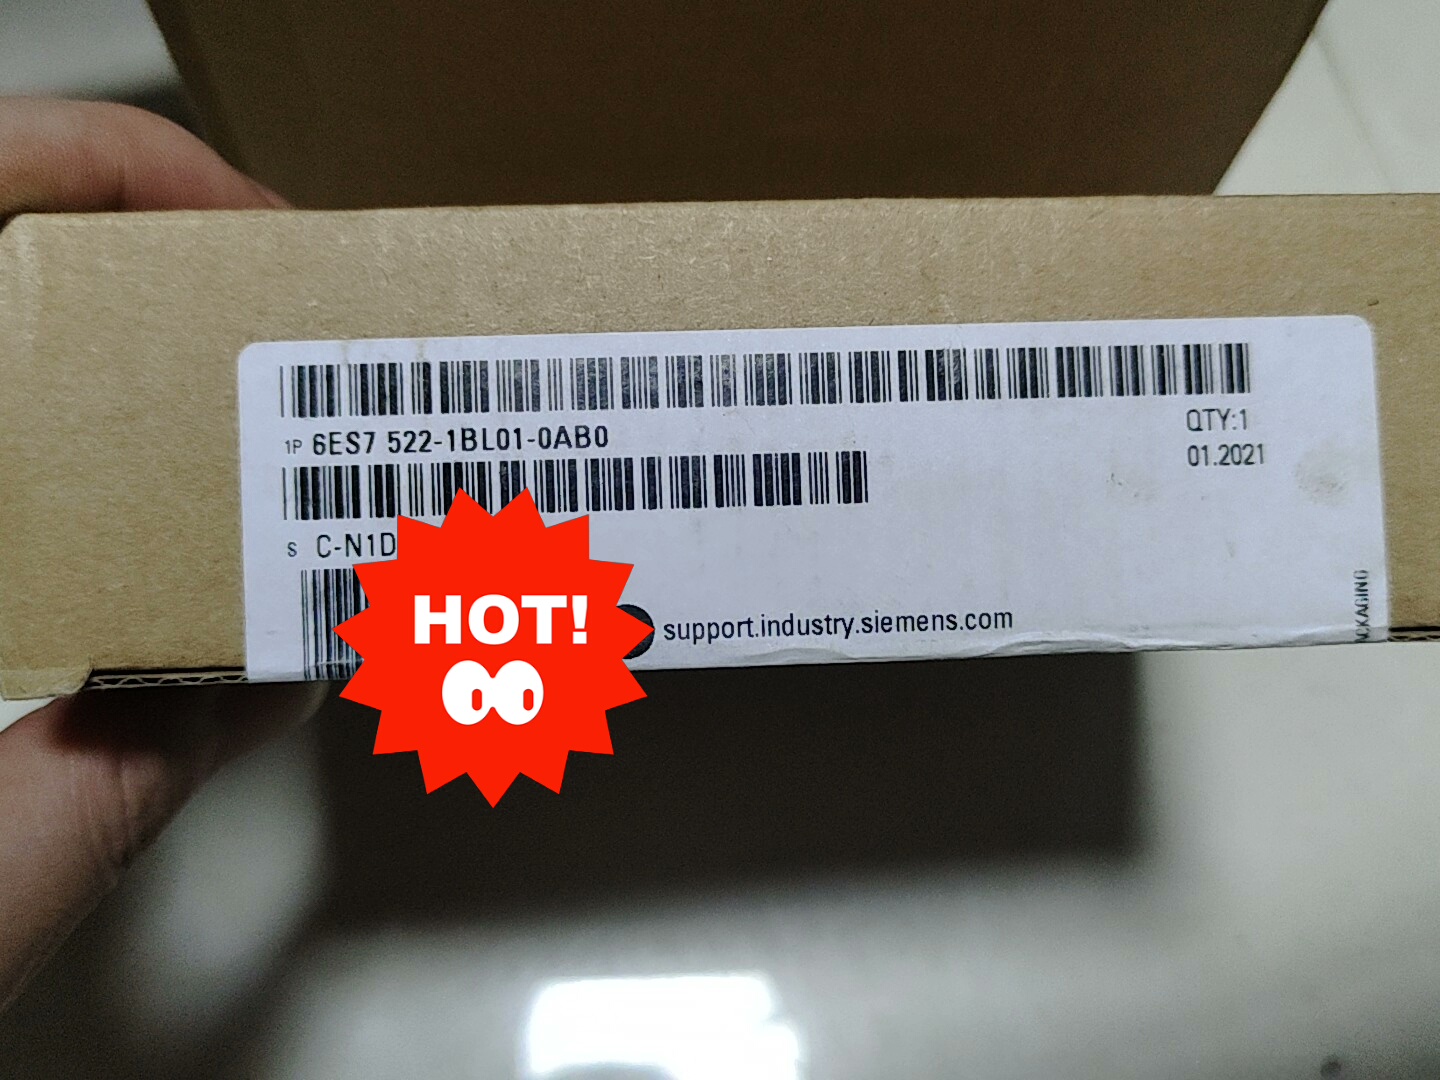 1P 6ES7 522-1BL01-0AB0
QTY:1
01.2021
S C-N1D
HOT!
support.industry.siemens.com